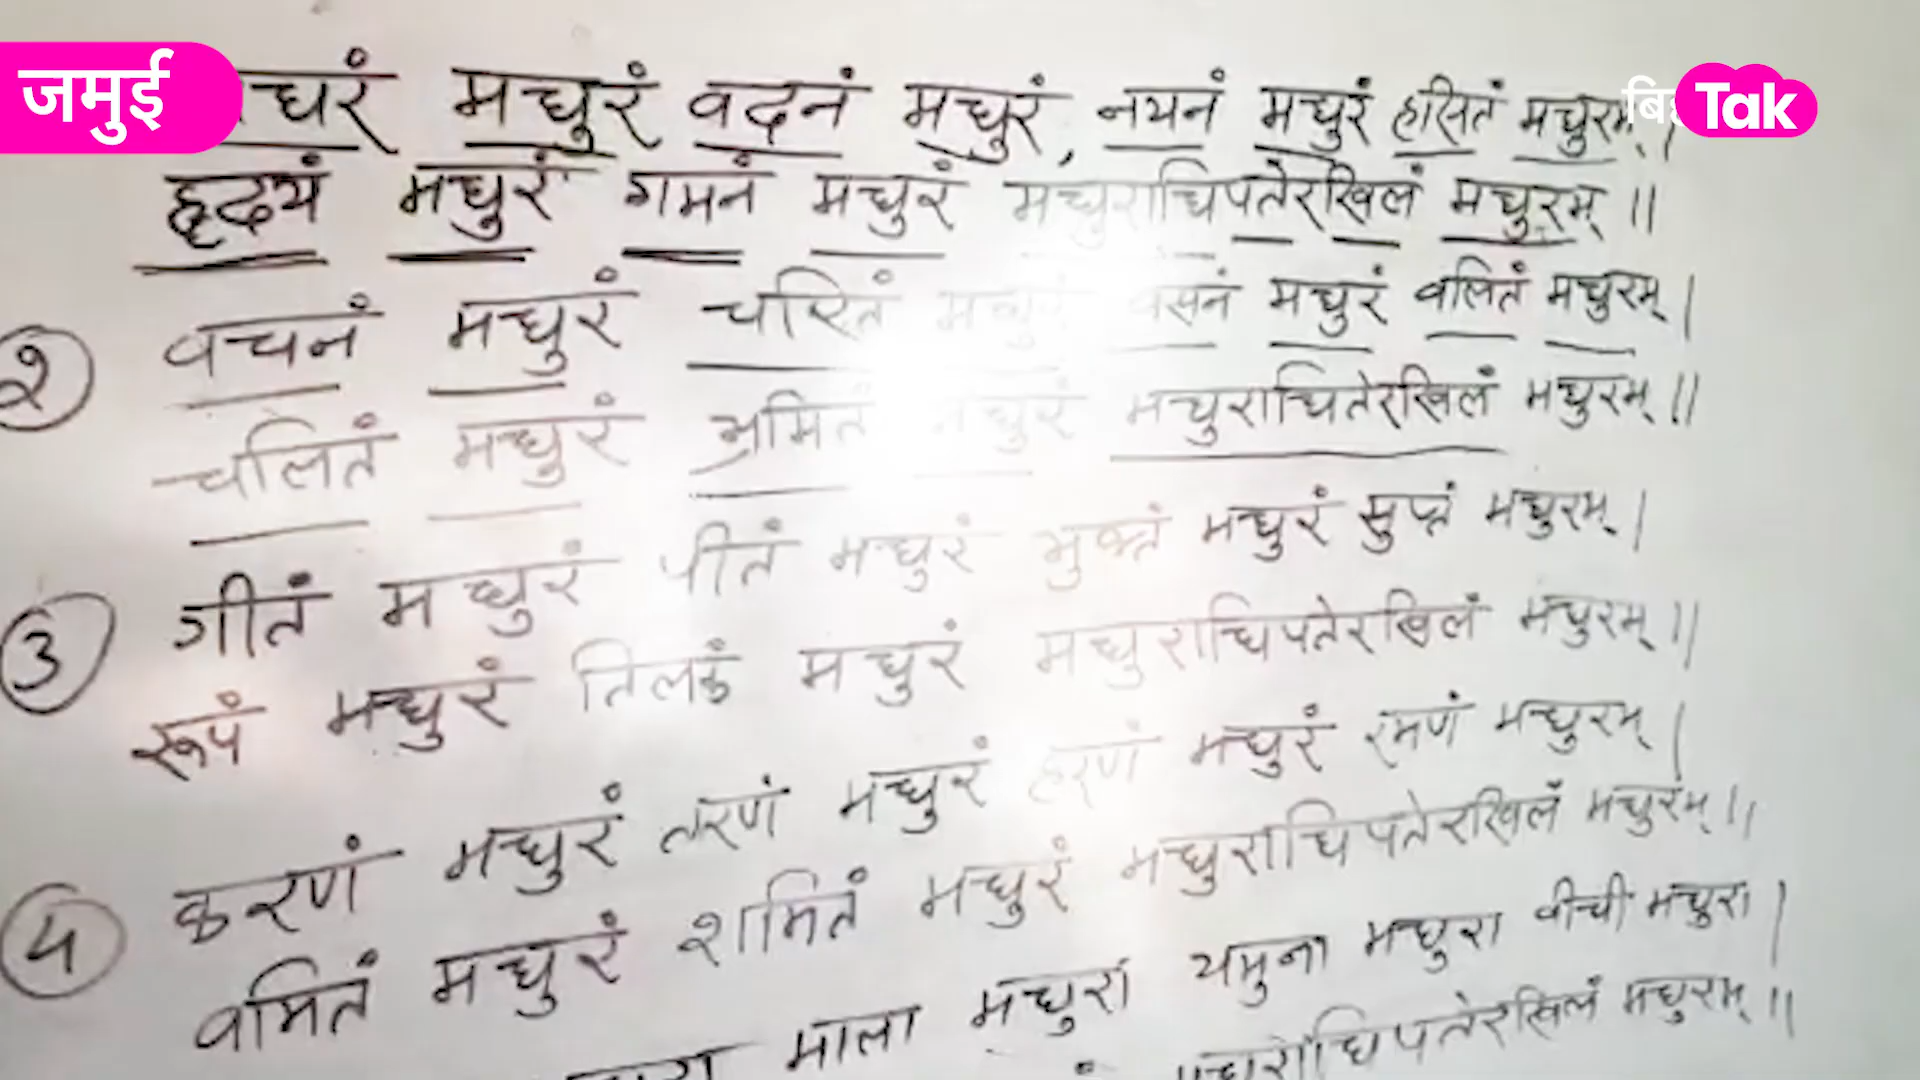 जमुई
Tak
मधुरं वदनं मधुरं, नयनं मधुरं हसितं मधुरम् ।
हृदयं मधुरं गमनं मधुरं मधुराधिपतेरखिलं मधुरम् ॥
२ वचनं मधुरं चरितं मधुरं वसनं मधुरं वलितं मधुरम् ।
चलितं मधुरं भ्रमितं मधुरं मधुराधितेरखिलं मधुरम् ॥
3 गीतं मधुरं पीतं मधुरं भुक्तं मधुरं सुप्तं मधुरम् ।
रूपं मधुरं तिलकं मधुरं मधुराधिपतेरखिलं मधुरम् ॥
4 करणं मधुरं तरणं मधुरं हरणं मधुरं रमणं मधुरम् ।
वमितं मधुरं शमितं मधुरं मधुराधिपतेरखिलं मधुरम् ॥
माला मधुरा यमुना मधुरा वीची मधुरा ।
मधुराधिपतेरखिलं मधुरम् ॥